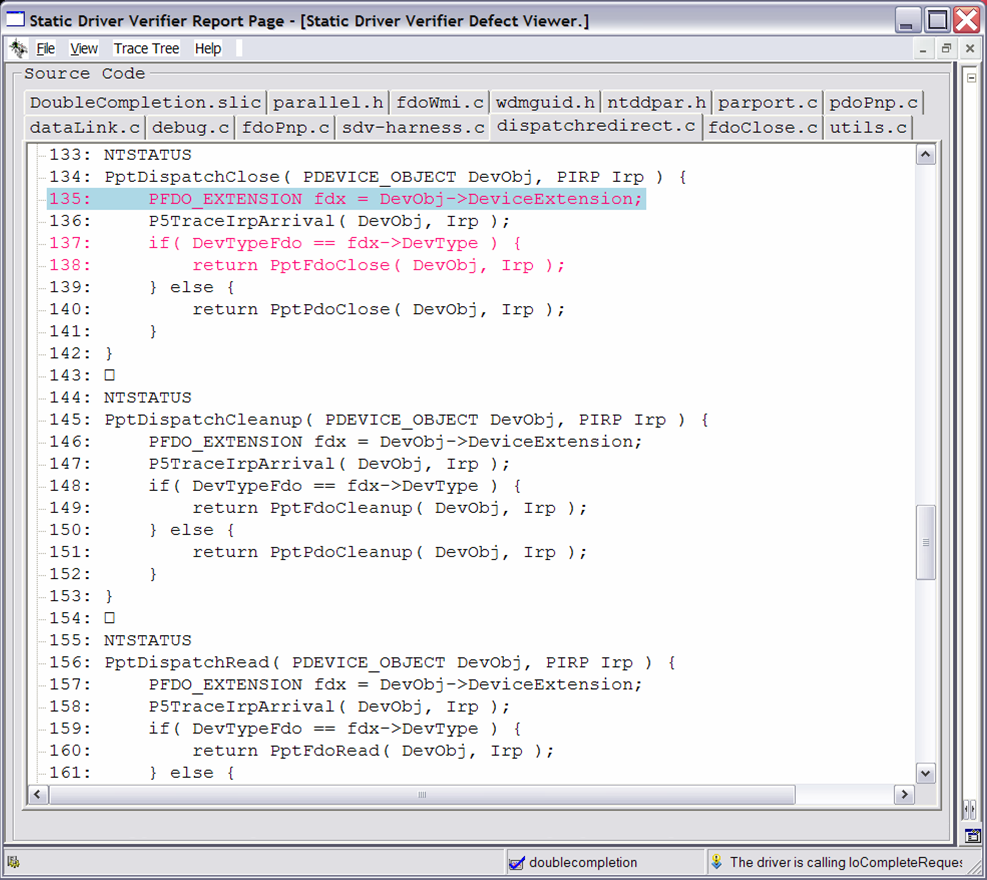 Static Driver Verifier Report Page - [Static Driver Verifier Defect Viewer.]
File View Trace Tree Help
Source Code
DoubleCompletion.slic parallel.h fdoWmi.c wdmguid.h ntddpar.h parport.c pdoPnp.c
dataLink.c debug.c fdoPnp.c sdv-harness.c dispatchredirect.c fdoClose.c utils.c
133: NTSTATUS
134: PptDispatchClose( PDEVICE_OBJECT DevObj, PIRP Irp ) {
135:     PFDO_EXTENSION fdx = DevObj->DeviceExtension;
136:     P5TraceIrpArrival( DevObj, Irp );
137:     if( DevTypeFdo == fdx->DevType ) {
138:         return PptFdoClose( DevObj, Irp );
139:     } else {
140:         return PptPdoClose( DevObj, Irp );
141:     }
142: }
143: □
144: NTSTATUS
145: PptDispatchCleanup( PDEVICE_OBJECT DevObj, PIRP Irp ) {
146:     PFDO_EXTENSION fdx = DevObj->DeviceExtension;
147:     P5TraceIrpArrival( DevObj, Irp );
148:     if( DevTypeFdo == fdx->DevType ) {
149:         return PptFdoCleanup( DevObj, Irp );
150:     } else {
151:         return PptPdoCleanup( DevObj, Irp );
152:     }
153: }
154: □
155: NTSTATUS
156: PptDispatchRead( PDEVICE_OBJECT DevObj, PIRP Irp ) {
157:     PFDO_EXTENSION fdx = DevObj->DeviceExtension;
158:     P5TraceIrpArrival( DevObj, Irp );
159:     if( DevTypeFdo == fdx->DevType ) {
160:         return PptFdoRead( DevObj, Irp );
161:     } else {
doublecompletion The driver is calling IoCompleteReques